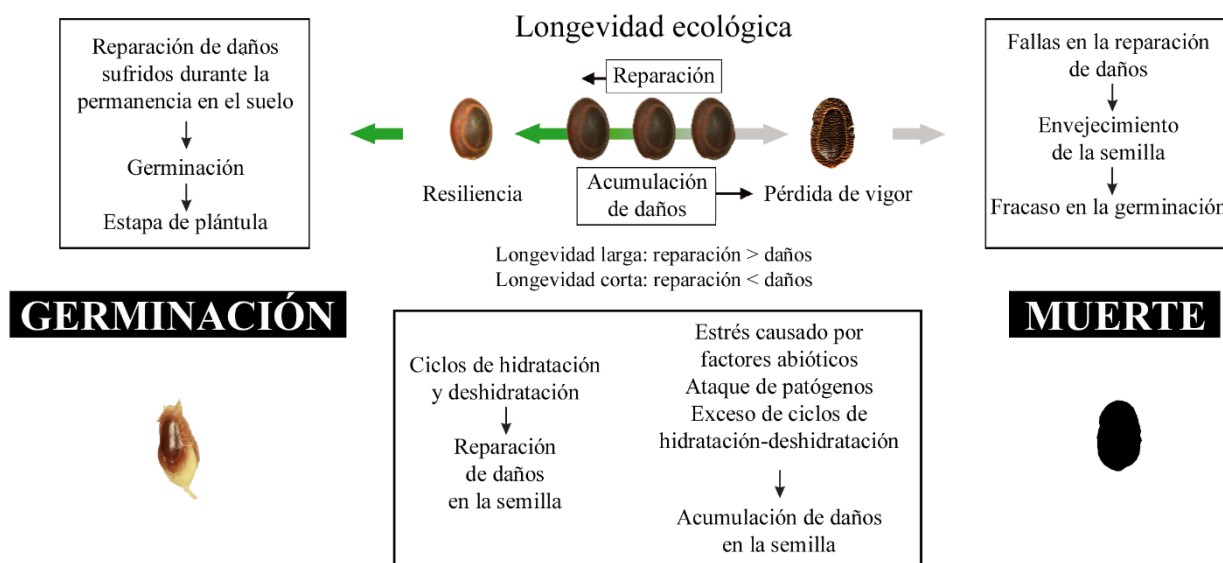 Longevidad ecológica
Reparación de daños
sufridos durante la
permanencia en el suelo
Germinación
Estapa de plántula
Reparación
Resiliencia
Acumulación
de daños
Pérdida de vigor
Longevidad larga: reparación > daños
Longevidad corta: reparación < daños
Fallas en la reparación
de daños
Envejecimiento
de la semilla
Fracaso en la germinación
GERMINACIÓN
MUERTE
Ciclos de hidratación
y deshidratación
Reparación
de daños
en la semilla
Estrés causado por
factores abióticos
Ataque de patógenos
Exceso de ciclos de
hidratación-deshidratación
Acumulación de daños
en la semilla